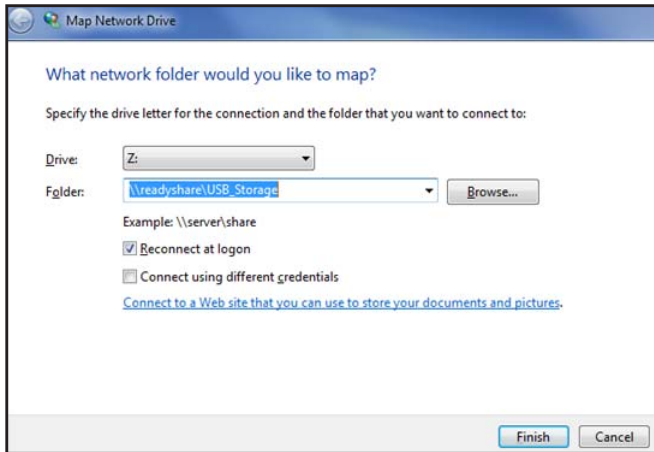 Map Network Drive
What network folder would you like to map?
Specify the drive letter for the connection and the folder that you want to connect to:
Drive: Z:
Folder: \\readyshare\USB_Storage Browse...
Example: \\server\share
Reconnect at logon
Connect using different credentials
Connect to a Web site that you can use to store your documents and pictures.
Finish Cancel